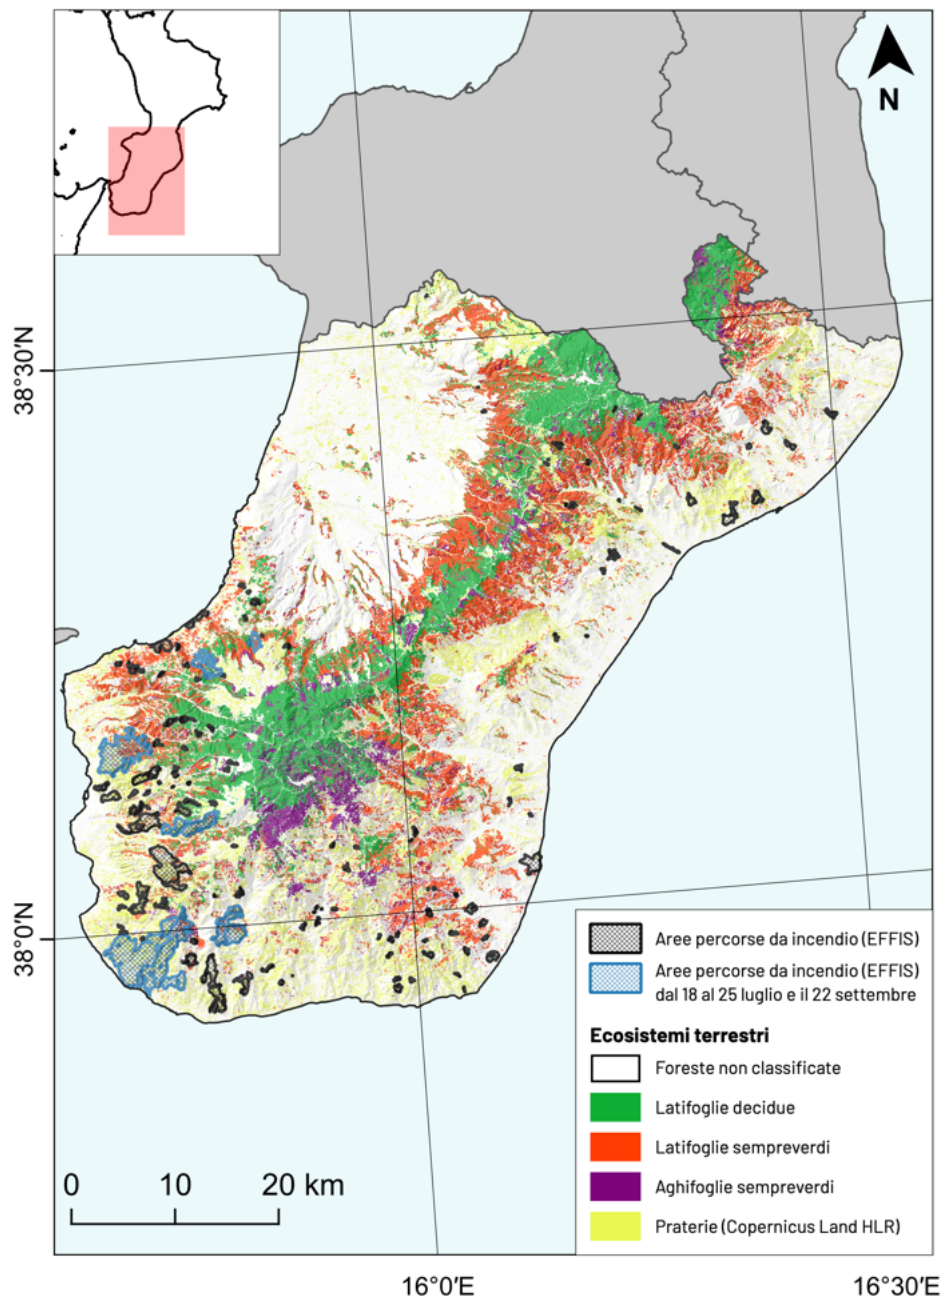 N
38°30'N
38°0'N
Aree percorse da incendio (EFFIS)
Aree percorse da incendio (EFFIS)
dal 18 al 25 luglio e il 22 settembre
Ecosistemi terrestri
Foreste non classificate
Latifoglie decidue
Latifoglie sempreverdi
Aghifoglie sempreverdi
Praterie (Copernicus Land HLR)
0 10 20 km
16°0'E
16°30'E